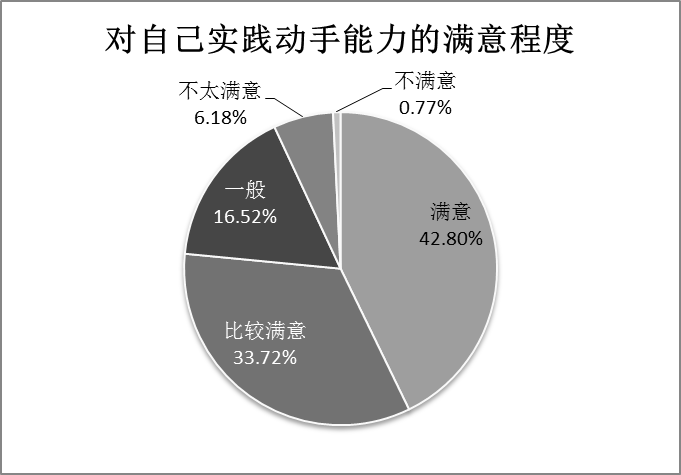 对自己实践动手能力的满意程度
不太满意
6.18%
不满意
0.77%
一般
16.52%
满意
42.80%
比较满意
33.72%